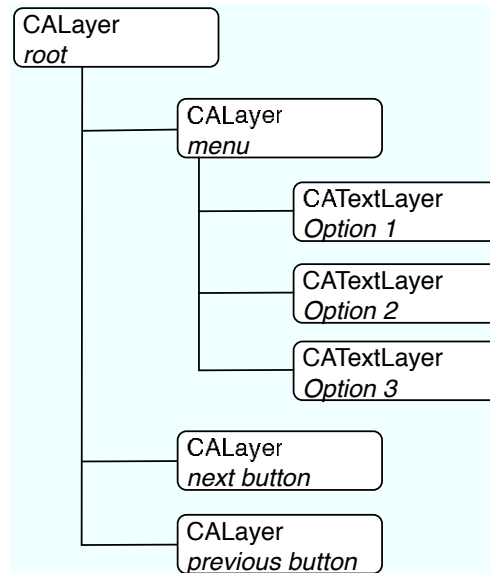 CALayer
root
CALayer
menu
CATextLayer
Option 1
CATextLayer
Option 2
CATextLayer
Option 3
CALayer
next button
CALayer
previous button